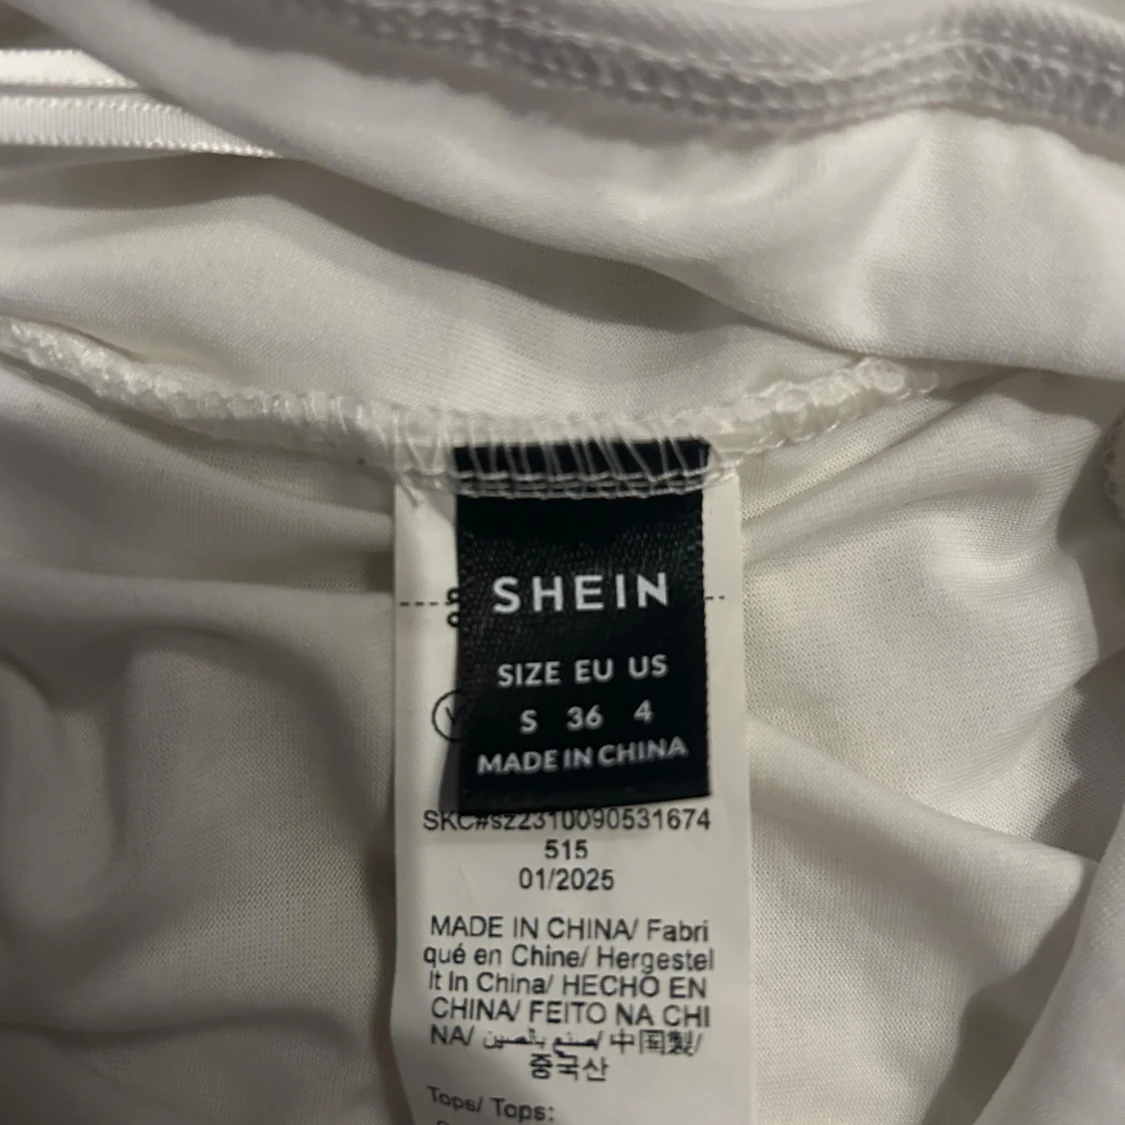 SHEIN
SIZE EU US
S 36 4
MADE IN CHINA
SKC#sz2310090531674
515
01/2025
MADE IN CHINA/ Fabri
qué en Chine/ Hergestel
lt In China/ HECHO EN
CHINA/ FEITO NA CHI
NA/ صنع بالصين/ 中国製/
중국산
Tops/ Tops: